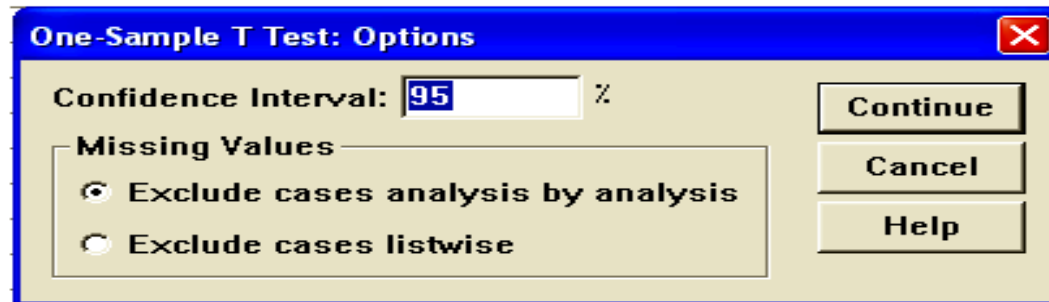 One-Sample T Test: Options
Confidence Interval: 95 %
Continue
Missing Values
Cancel
Exclude cases analysis by analysis
Help
Exclude cases listwise